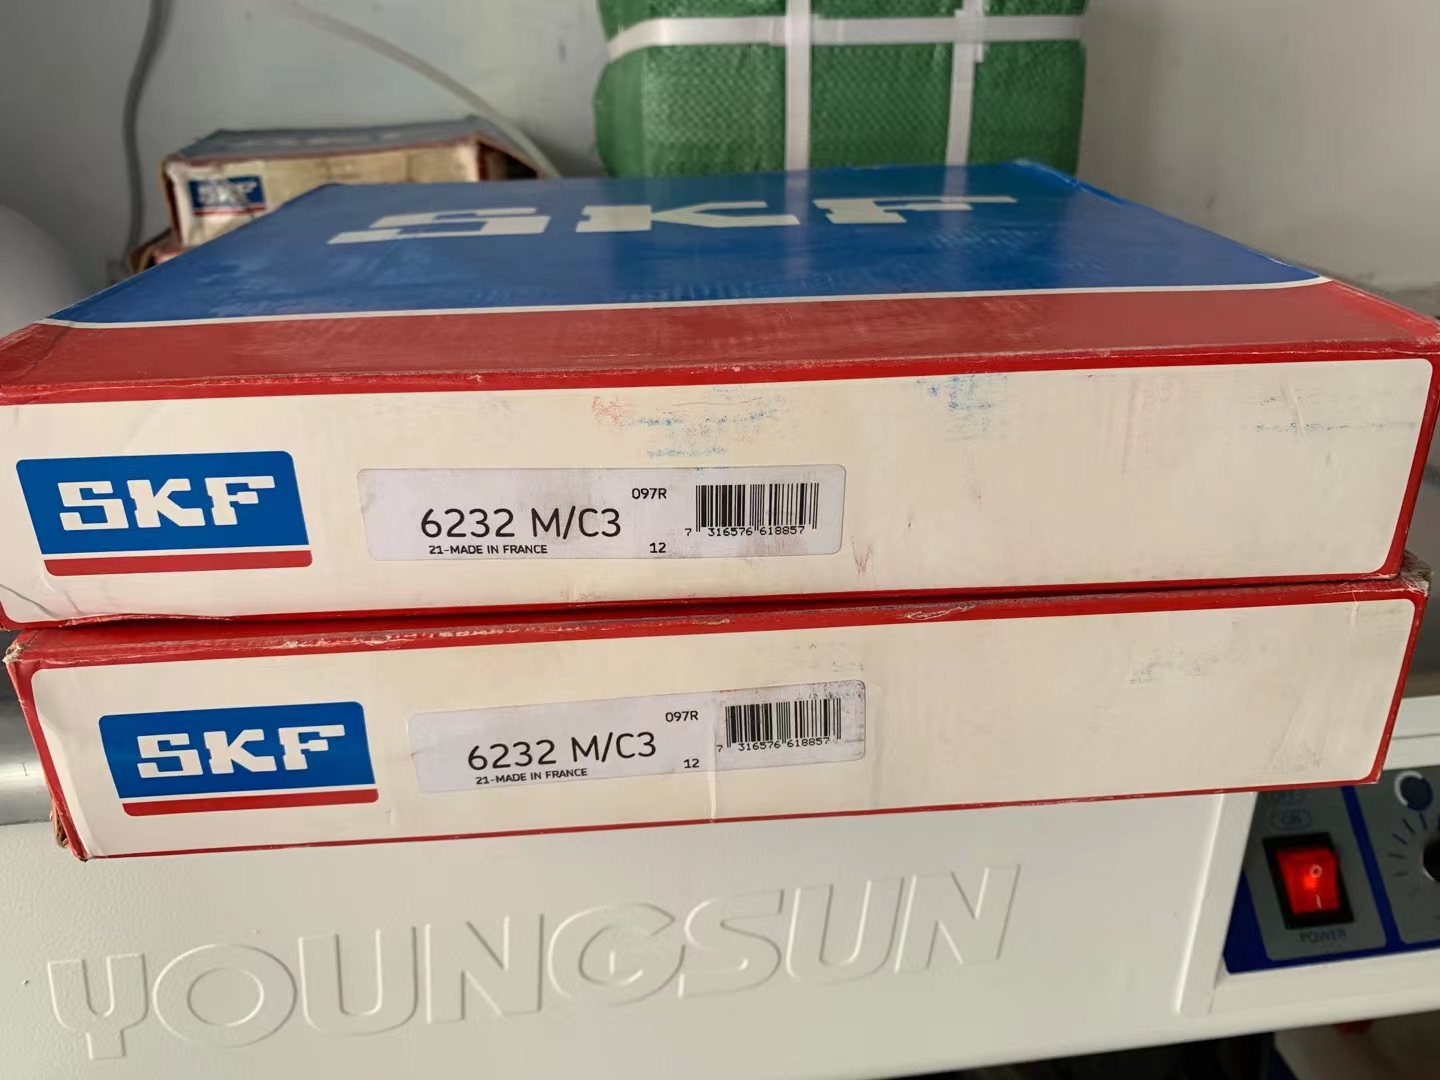 SKF
SKF
SKF
097R
6232 M/C3
21-MADE IN FRANCE
12
7 316576 618857
SKF
097R
6232 M/C3
21-MADE IN FRANCE
12
7 316576 618857
YOUNGSUN
POWER